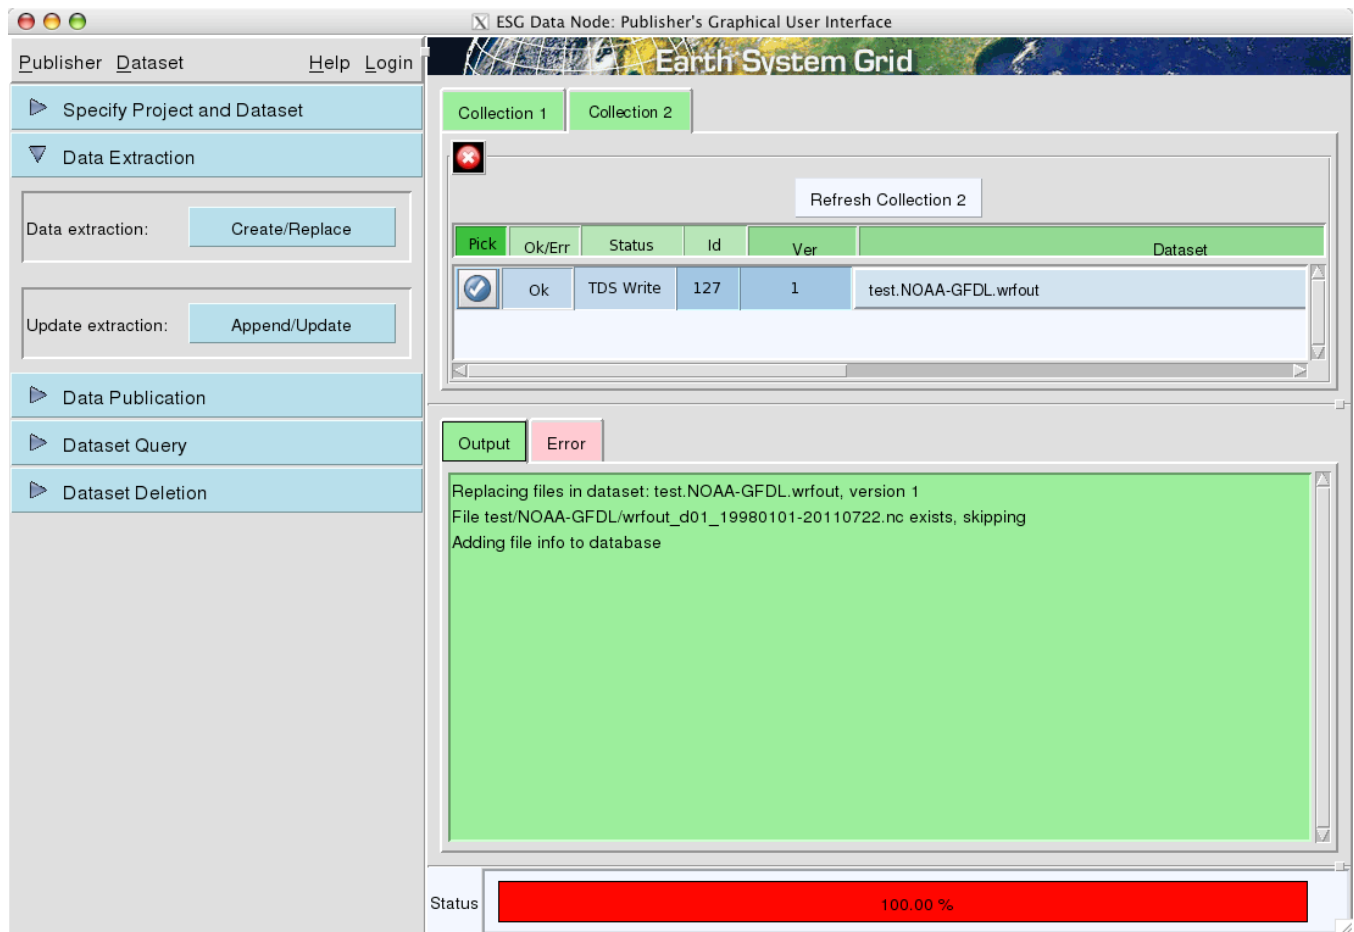 X ESG Data Node: Publisher's Graphical User Interface
Publisher Dataset Help Login
Earth System Grid
Specify Project and Dataset
Data Extraction
Data extraction: Create/Replace
Update extraction: Append/Update
Data Publication
Dataset Query
Dataset Deletion
Collection 1 Collection 2
Refresh Collection 2
Pick Ok/Err Status Id Ver Dataset
Ok TDS Write 127 1 test.NOAA-GFDL.wrfout
Output Error
Replacing files in dataset: test.NOAA-GFDL.wrfout, version 1
File test/NOAA-GFDL/wrfout_d01_19980101-20110722.nc exists, skipping
Adding file info to database
Status 100.00 %